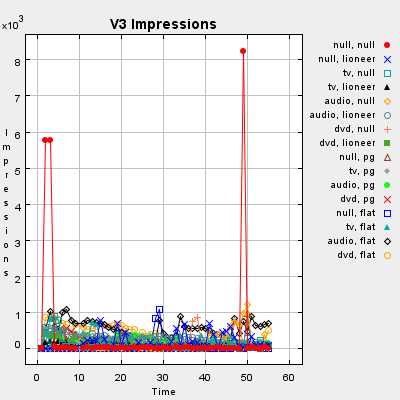 V3 Impressions
x10³
8
7
6
5
4
3
2
1
0
Impressions
0 10 20 30 40 50 60
Time
null, null
null, lioneer
tv, null
tv, lioneer
audio, null
audio, lioneer
dvd, null
dvd, lioneer
null, pg
tv, pg
audio, pg
dvd, pg
null, flat
tv, flat
audio, flat
dvd, flat